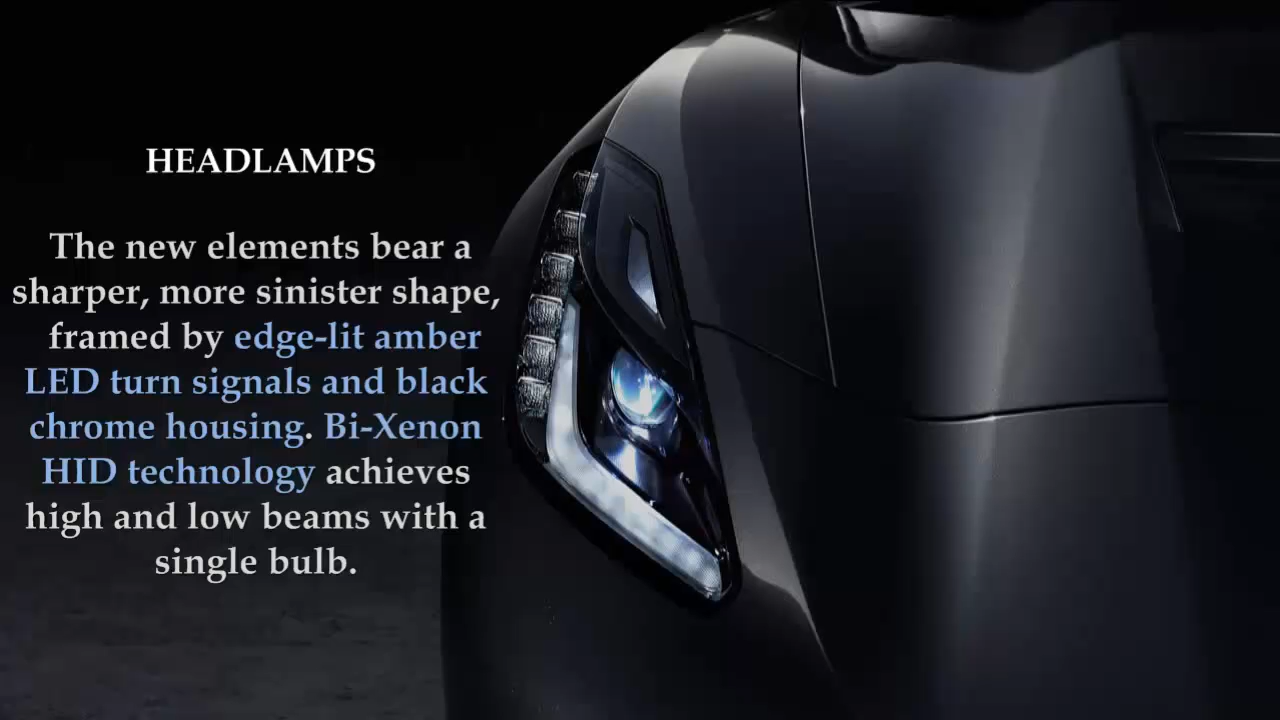 HEADLAMPS
The new elements bear a
sharper, more sinister shape,
framed by edge-lit amber
LED turn signals and black
chrome housing. Bi-Xenon
HID technology achieves
high and low beams with a
single bulb.